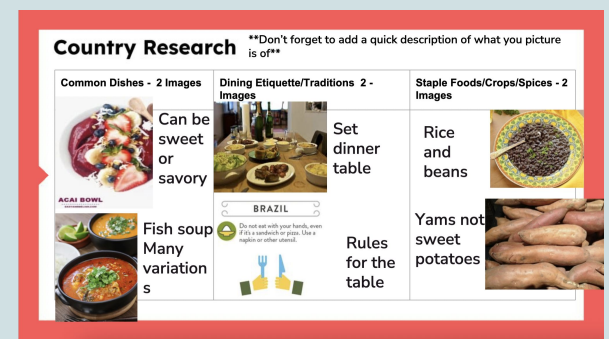 Country Research
**Don't forget to add a quick description of what you picture
is of**
Common Dishes - 2 Images
Dining Etiquette/Traditions 2 -
Images
Staple Foods/Crops/Spices - 2
Images
Can be
sweet
or
savory
ACAI BOWL
Set
dinner
table
Rice
and
beans
Fish soup
Many
variation
s
BRAZIL
Do not eat with your hands, even
if it's a sandwich or pizza. Use a
napkin or other utensil.
Rules
for the
table
Yams not
sweet
potatoes